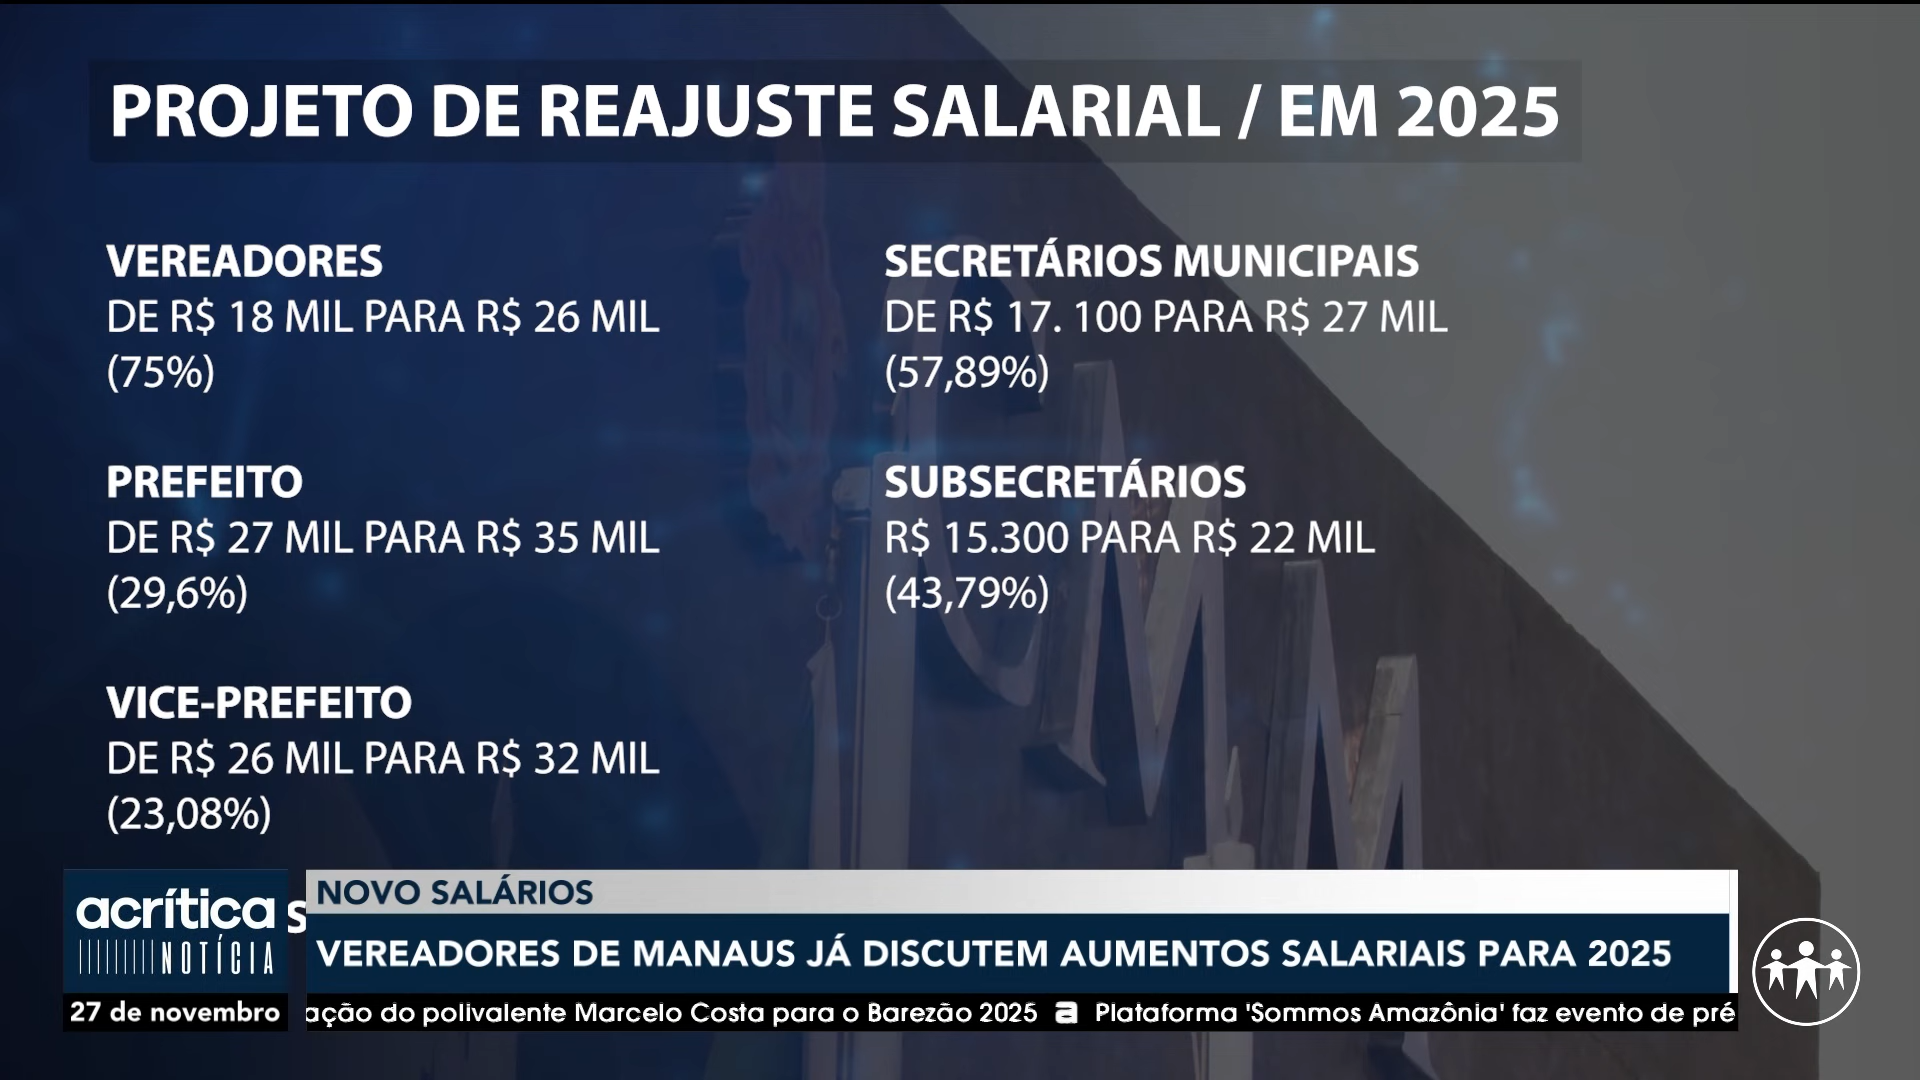 PROJETO DE REAJUSTE SALARIAL / EM 2025
VEREADORES
DE R$ 18 MIL PARA R$ 26 MIL
(75%)
PREFEITO
DE R$ 27 MIL PARA R$ 35 MIL
(29,6%)
VICE-PREFEITO
DE R$ 26 MIL PARA R$ 32 MIL
(23,08%)
SECRETÁRIOS MUNICIPAIS
DE R$ 17. 100 PARA R$ 27 MIL
(57,89%)
SUBSECRETÁRIOS
R$ 15.300 PARA R$ 22 MIL
(43,79%)
CMM
acrítica
NOTÍCIA
NOVO SALÁRIOS
VEREADORES DE MANAUS JÁ DISCUTEM AUMENTOS SALARIAIS PARA 2025
27 de novembro
ação do polivalente Marcelo Costa para o Barezão 2025 a Plataforma 'Sommos Amazônia' faz evento de pré